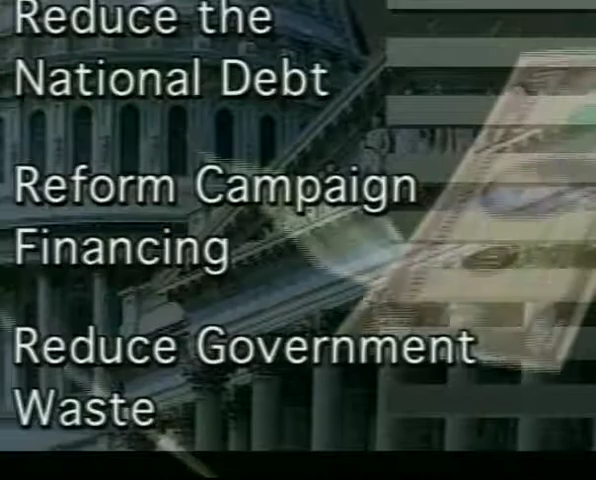 Reduce the
National Debt
Reform Campaign
Financing
Reduce Government
Waste